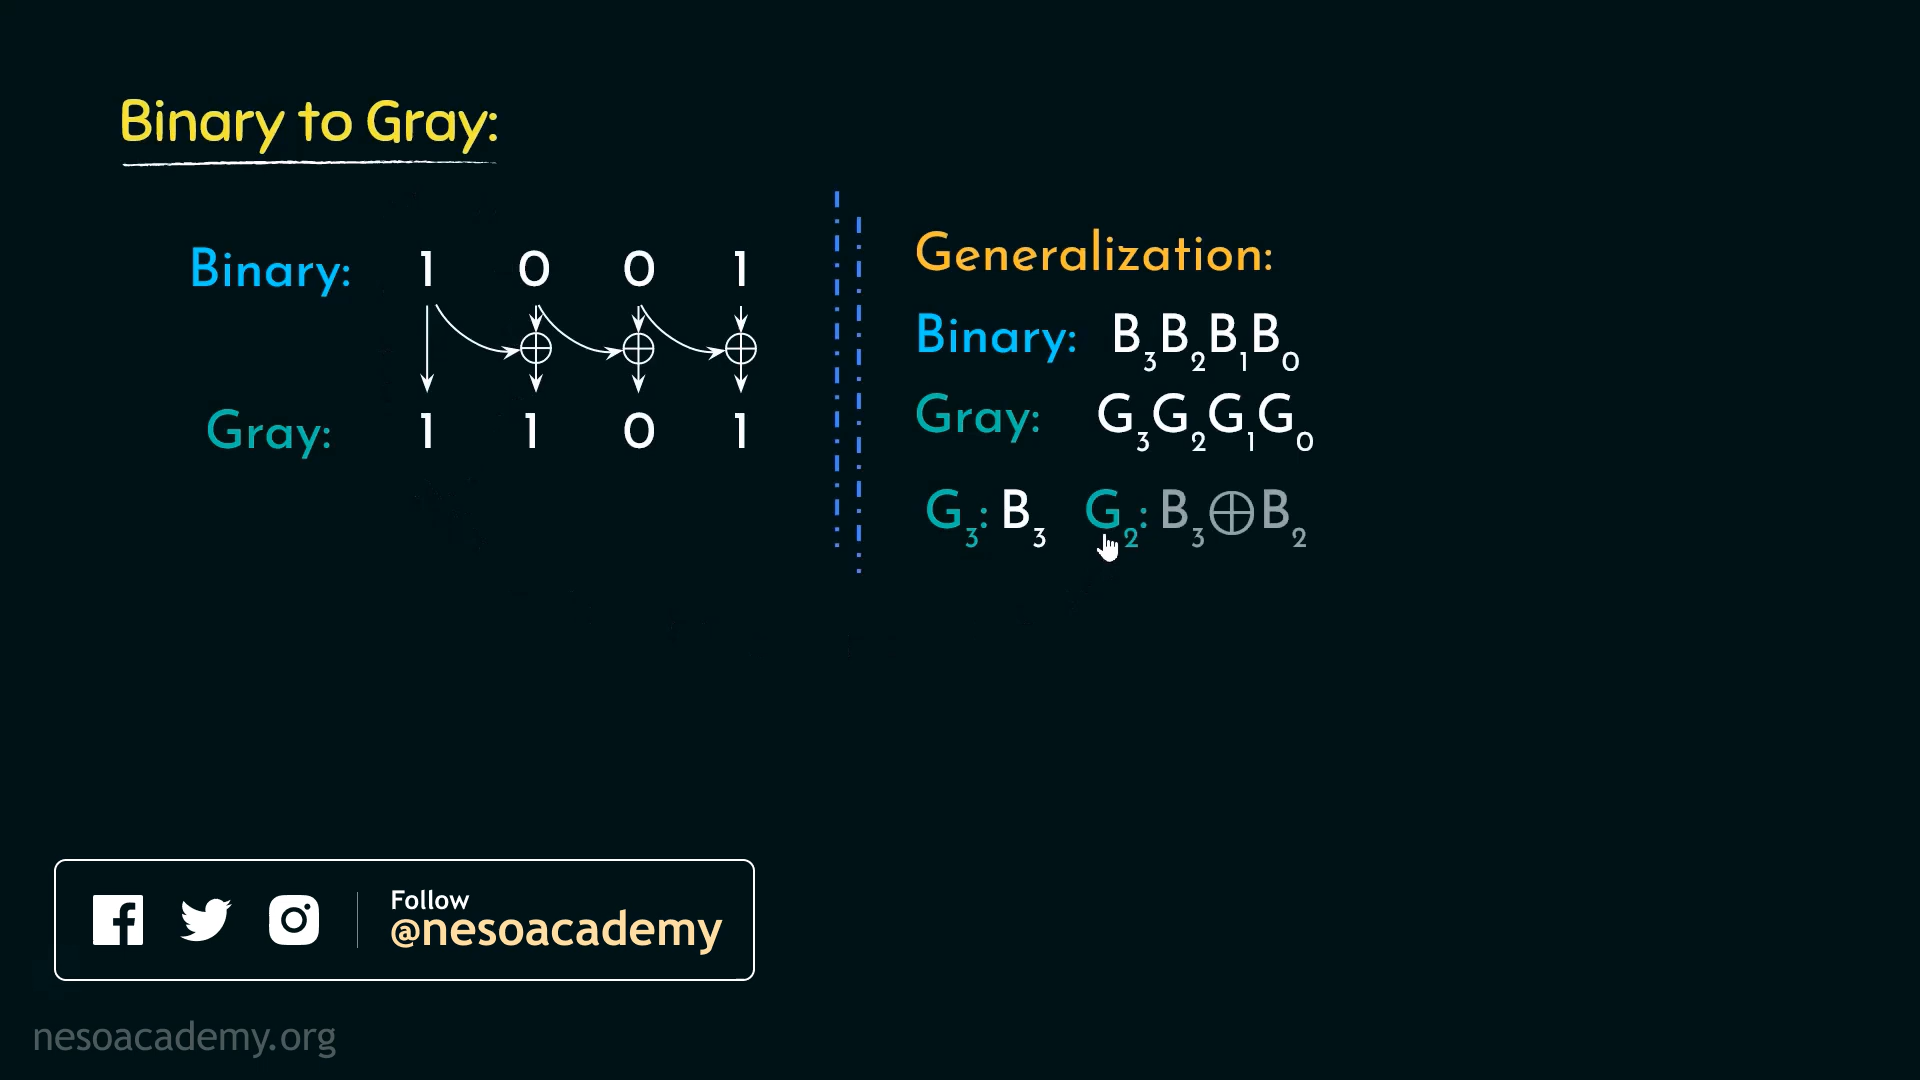 Binary to Gray:
Binary: 1 0 0 1
Gray: 1 1 0 1
Generalization:
Binary: B₃B₂B₁B₀
Gray: G₃G₂G₁G₀
G₃: B₃ G₂: B₃⊕B₂
Follow
@nesoacademy
nesoacademy.org